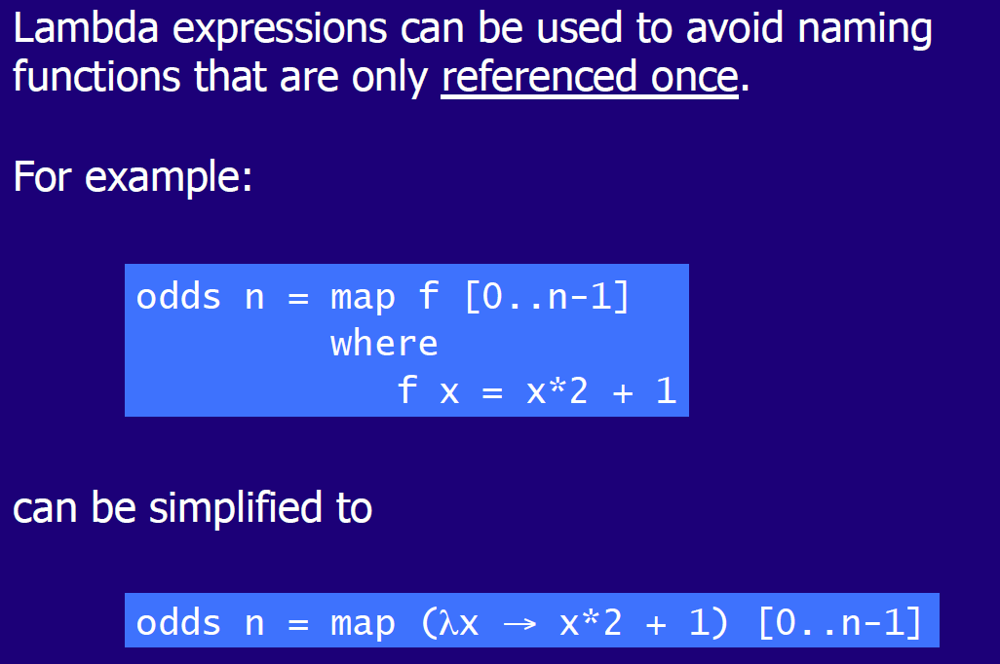 Lambda expressions can be used to avoid naming
functions that are only referenced once.
For example:
odds n = map f [0..n-1]
where
f x = x*2 + 1
can be simplified to
odds n = map (λx → x*2 + 1) [0..n-1]